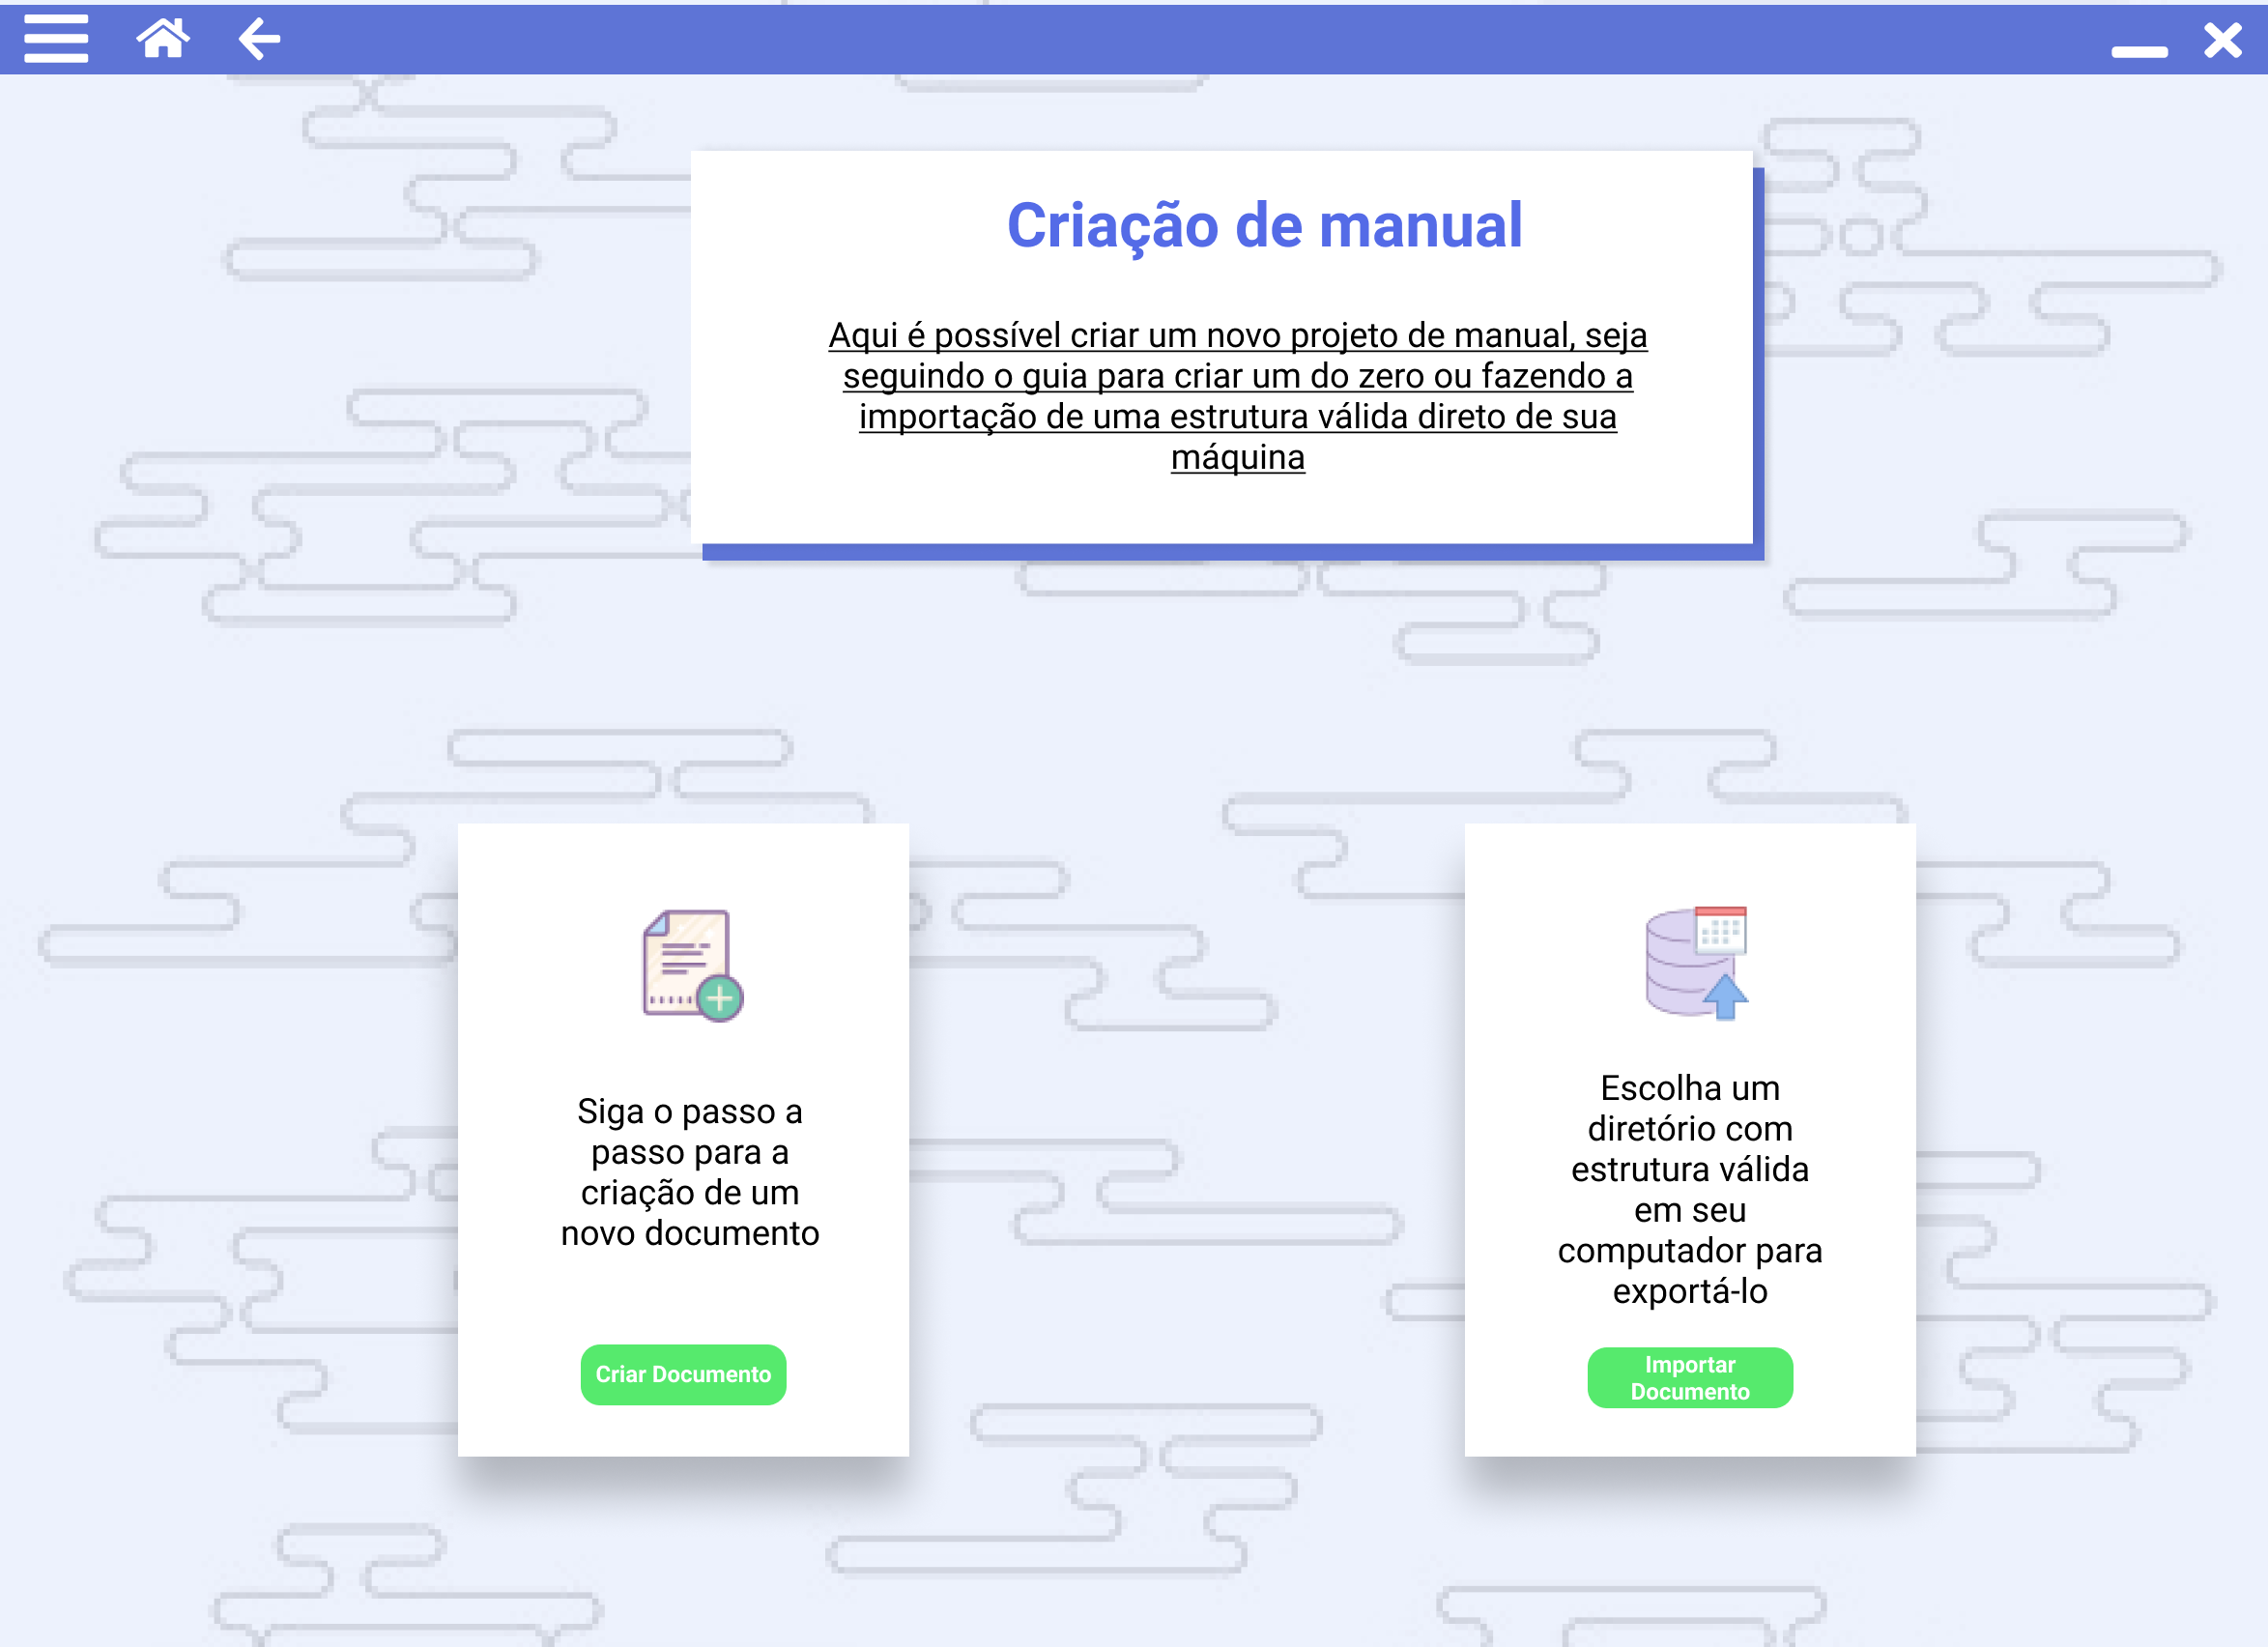 Criação de manual
Aqui é possível criar um novo projeto de manual, seja
seguindo o guia para criar um do zero ou fazendo a
importação de uma estrutura válida direto de sua
máquina
Siga o passo a
passo para a
criação de um
novo documento
Criar Documento
Escolha um
diretório com
estrutura válida
em seu
computador para
exportá-lo
Importar
Documento